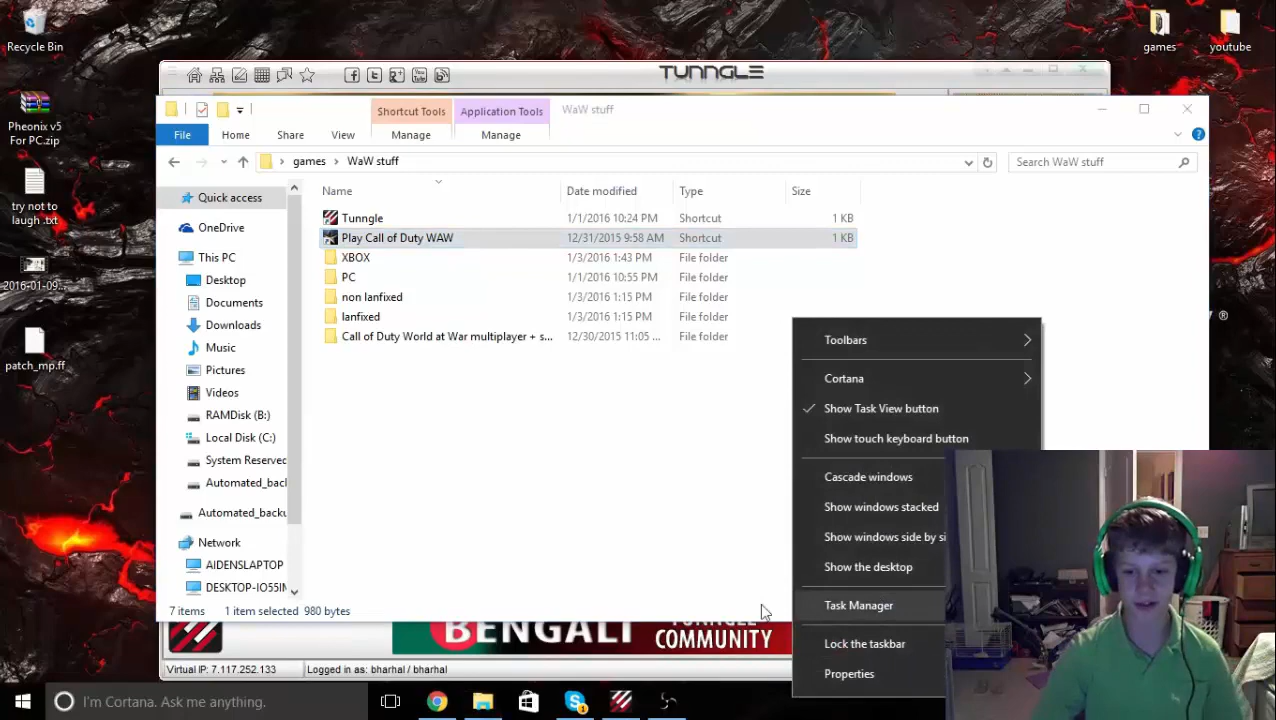 Recycle Bin
games
youtube
Pheonix v5
For PC.zip
try not to
laugh .txt
2016-01-09...
patch_mp.ff
TUNNGLE
Shortcut Tools
Application Tools
WaW stuff
File
Home
Share
View
Manage
Manage
games
WaW stuff
Search WaW stuff
Name
Date modified
Type
Size
Tunngle
1/1/2016 10:24 PM
Shortcut
1 KB
Play Call of Duty WAW
12/31/2015 9:58 AM
Shortcut
1 KB
XBOX
1/3/2016 1:43 PM
File folder
PC
1/1/2016 10:55 PM
File folder
non lanfixed
1/3/2016 1:15 PM
File folder
lanfixed
1/3/2016 1:15 PM
File folder
Call of Duty World at War multiplayer + s...
12/30/2015 11:05 ...
File folder
Quick access
OneDrive
This PC
Desktop
Documents
Downloads
Music
Pictures
Videos
RAMDisk (B:)
Local Disk (C:)
System Reserved
Automated_bac
Automated_backu
Network
AIDENSLAPTOP
DESKTOP-IO55IM
7 items
1 item selected 980 bytes
Toolbars
Cortana
Show Task View button
Show touch keyboard button
Cascade windows
Show windows stacked
Show windows side by si
Show the desktop
Task Manager
Lock the taskbar
Properties
BENGALI
TUNNGLE
COMMUNITY
Virtual IP: 7.117.252.133
Logged in as: bharhal / bharhal
I'm Cortana. Ask me anything.